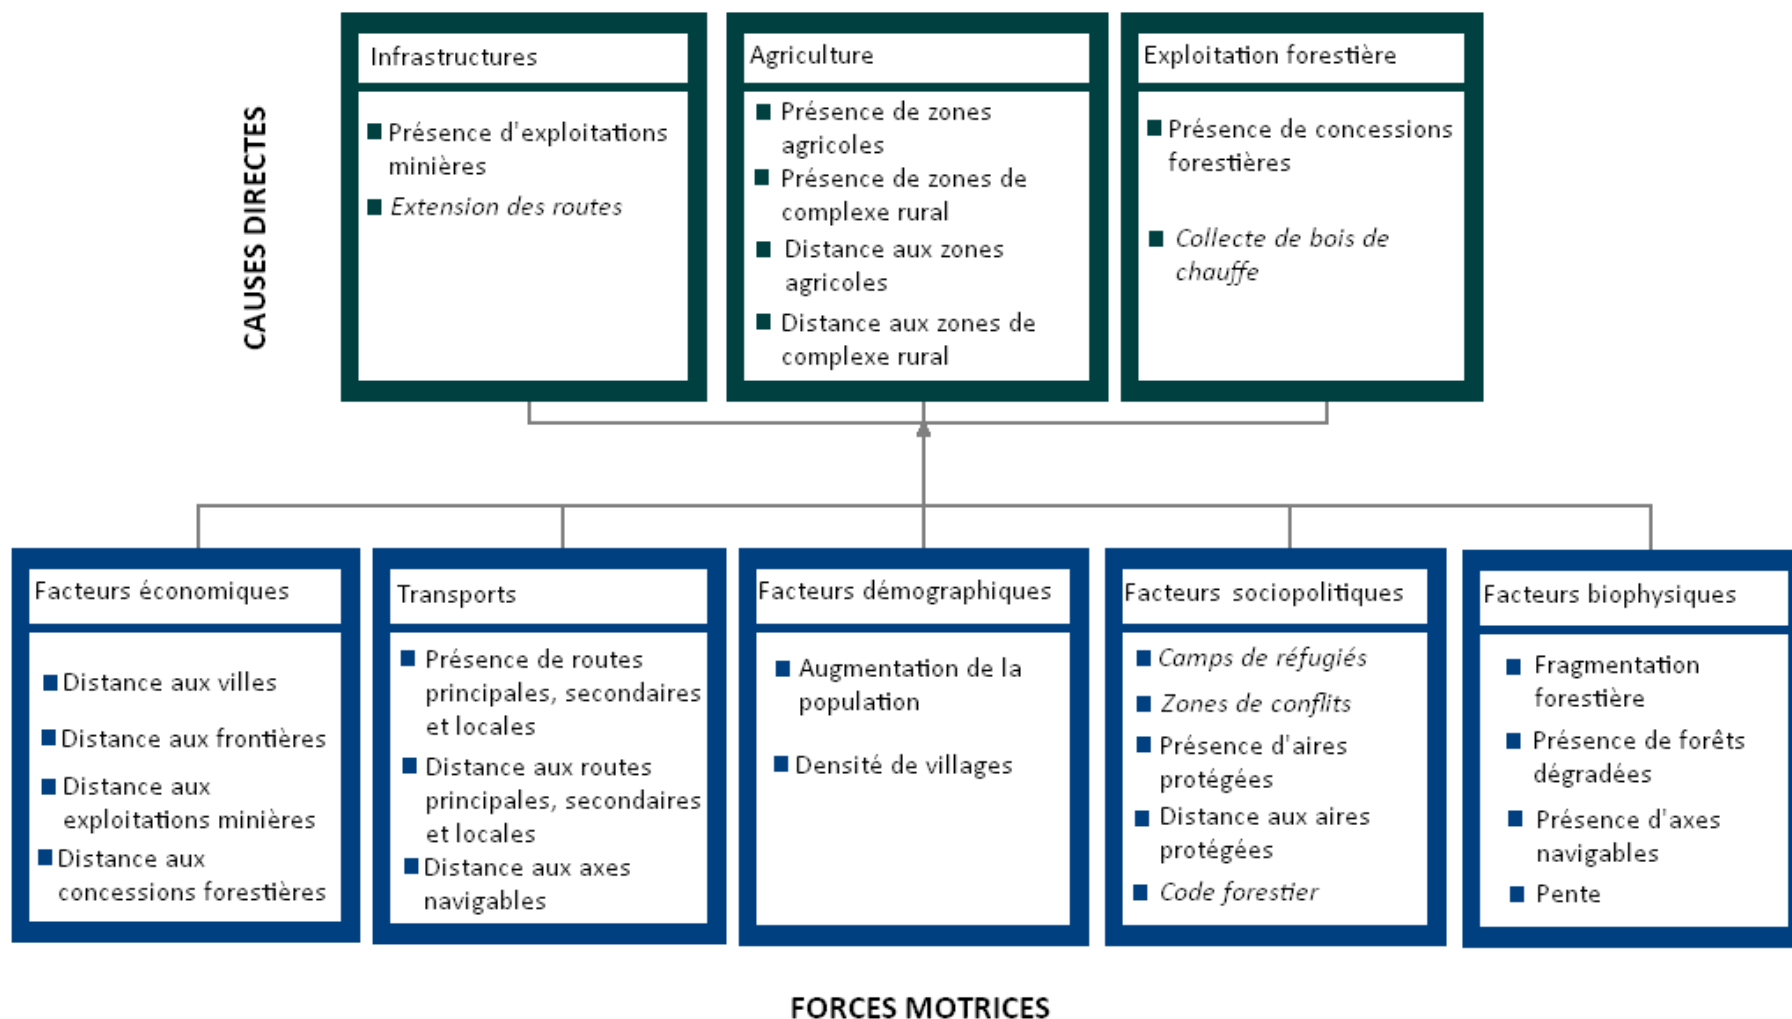 CAUSES DIRECTES
Infrastructures
Présence d'exploitations
minières
Extension des routes
Agriculture
Présence de zones
agricoles
Présence de zones de
complexe rural
Distance aux zones
agricoles
Distance aux zones de
complexe rural
Exploitation forestière
Présence de concessions
forestières
Collecte de bois de
chauffe
Facteurs économiques
Distance aux villes
Distance aux frontières
Distance aux
exploitations minières
Distance aux
concessions forestières
Transports
Présence de routes
principales, secondaires
et locales
Distance aux routes
principales, secondaires
et locales
Distance aux axes
navigables
Facteurs démographiques
Augmentation de la
population
Densité de villages
Facteurs sociopolitiques
Camps de réfugiés
Zones de conflits
Présence d'aires
protégées
Distance aux aires
protégées
Code forestier
Facteurs biophysiques
Fragmentation
forestière
Présence de forêts
dégradées
Présence d'axes
navigables
Pente
FORCES MOTRICES